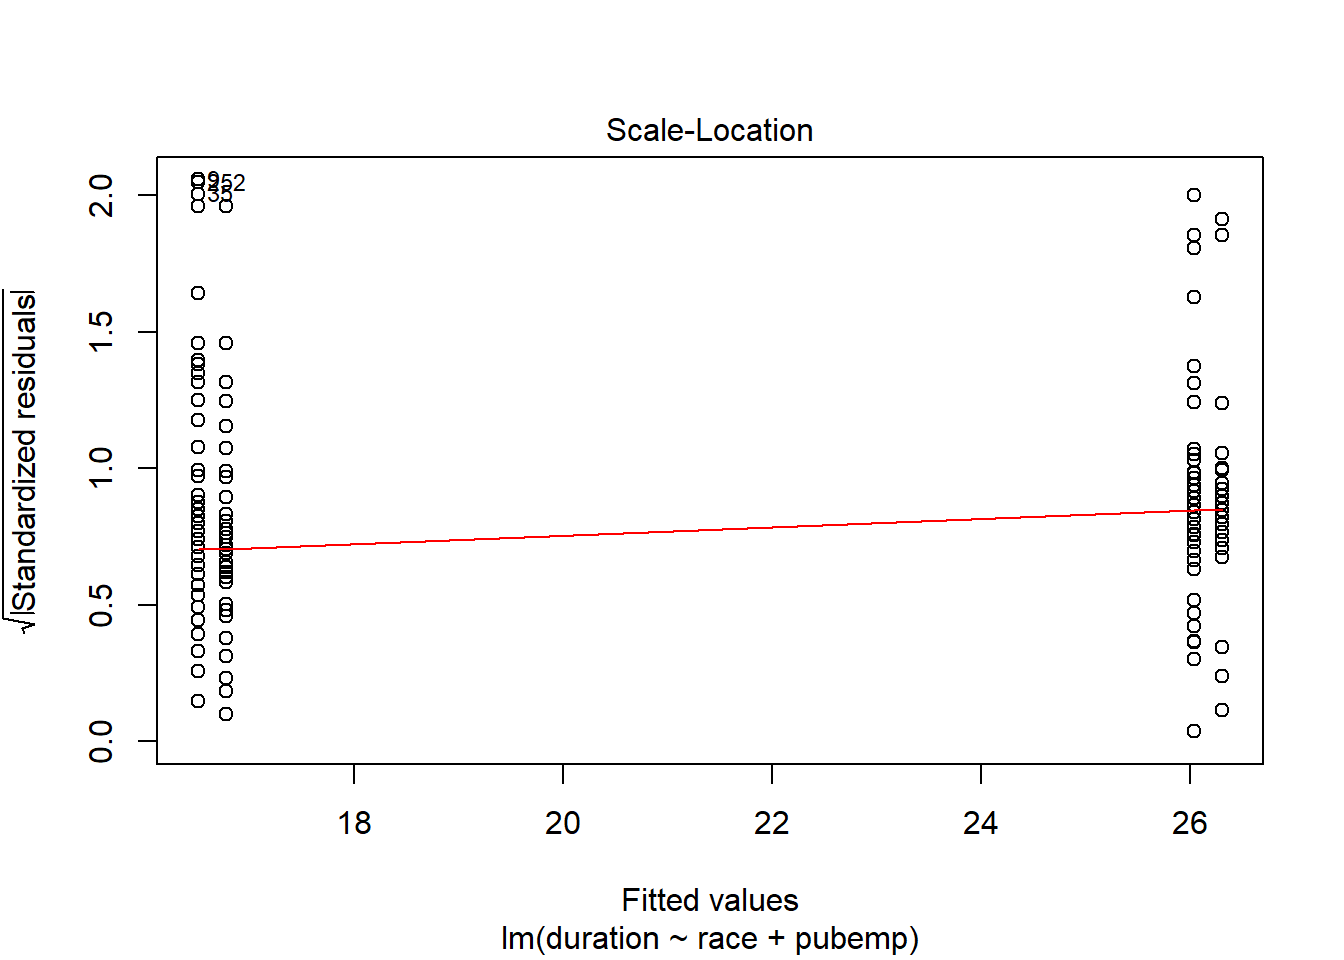 Scale-Location
√|Standardized residuals|
2.0
1.5
1.0
0.5
0.0
35
18 20 22 24 26
Fitted values
lm(duration ~ race + pubemp)